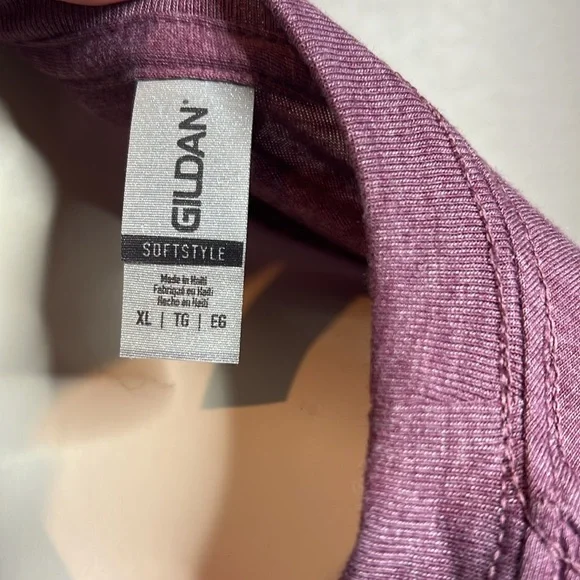 GILDAN®
SOFTSTYLE
Made in Haiti
Fabriqué en Haïti
Hecho en Haití
XL | TG | EG